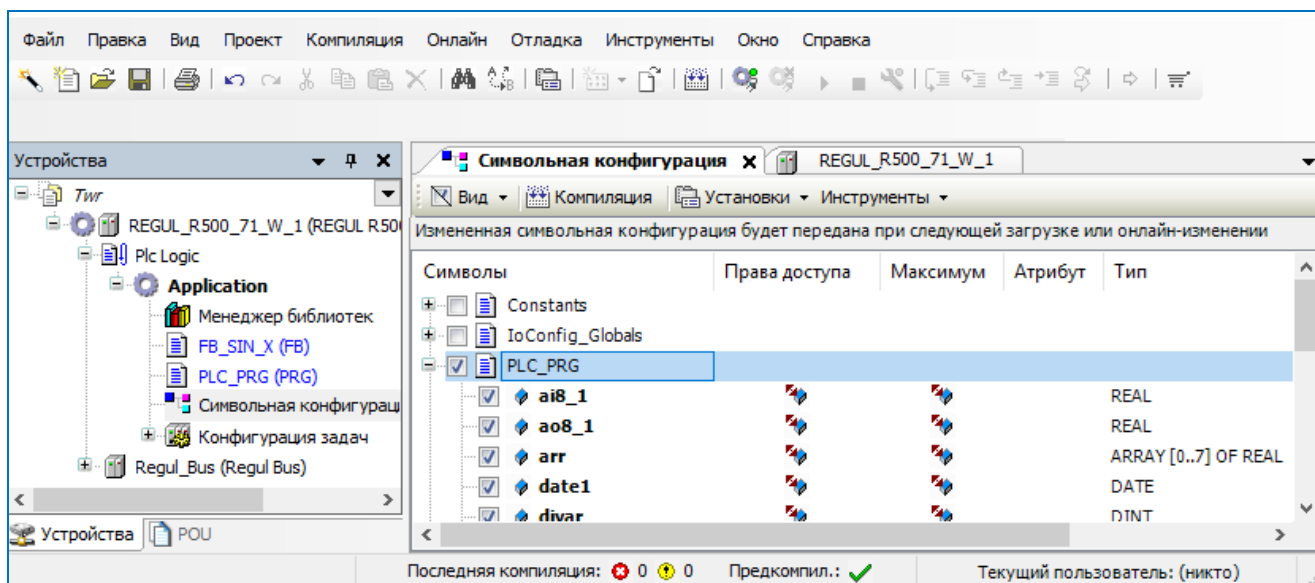 Файл Правка Вид Проект Компиляция Онлайн Отладка Инструменты Окно Справка
Устройства
Twr
REGUL_R500_71_W_1 (REGUL R50
Plc Logic
Application
Менеджер библиотек
FB_SIN_X (FB)
PLC_PRG (PRG)
Символьная конфигурац
Конфигурация задач
Regul_Bus (Regul Bus)
Устройства POU
Символьная конфигурация REGUL_R500_71_W_1
Вид Компиляция Установки Инструменты
Измененная символьная конфигурация будет передана при следующей загрузке или онлайн-изменении
Символы Права доступа Максимум Атрибут Тип
Constants
IoConfig_Globals
PLC_PRG
ai8_1 REAL
ao8_1 REAL
arr ARRAY [0..7] OF REAL
date1 DATE
divar DINT
Последняя компиляция: 0 0 Предкомпил.: Текущий пользователь: (никто)